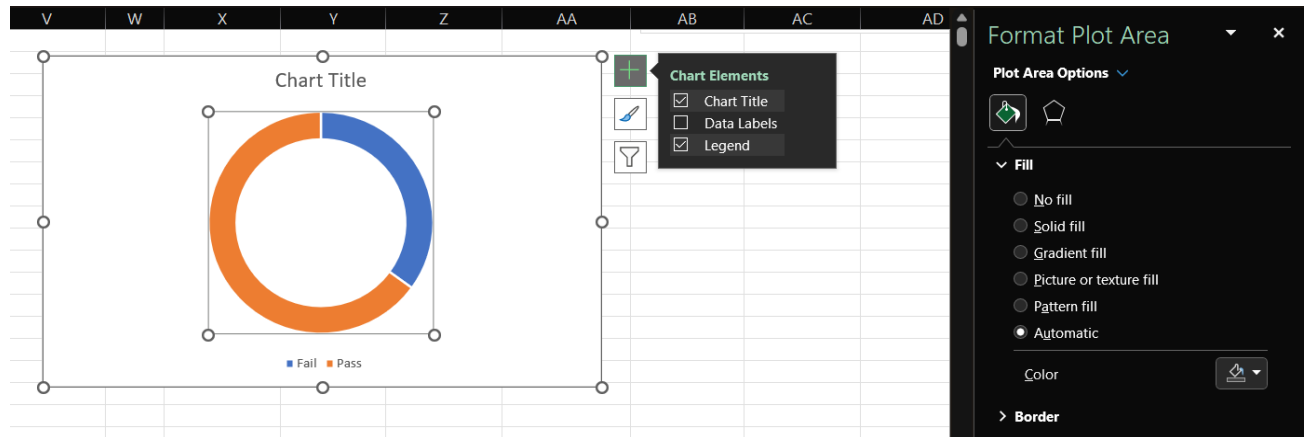 V W X Y Z AA AB AC AD
Chart Title
Fail Pass
Chart Elements
Chart Title
Data Labels
Legend
Format Plot Area
Plot Area Options
Fill
No fill
Solid fill
Gradient fill
Picture or texture fill
Pattern fill
Automatic
Color
Border